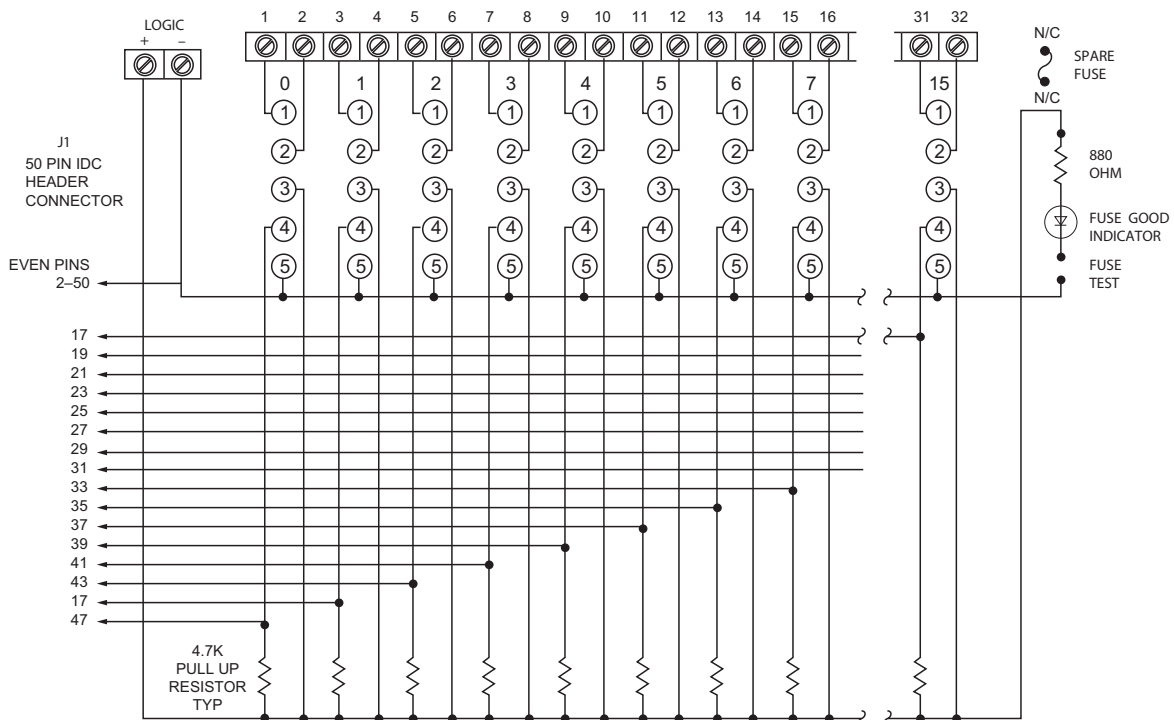 LOGIC
+ –
1 2 3 4 5 6 7 8 9 10 11 12 13 14 15 16 31 32
N/C
SPARE
FUSE
N/C
0 1 2 3 4 5 6 7 15
1 1 1 1 1 1 1 1 1
2 2 2 2 2 2 2 2 2
3 3 3 3 3 3 3 3 3
4 4 4 4 4 4 4 4 4
5 5 5 5 5 5 5 5 5
J1
50 PIN IDC
HEADER
CONNECTOR
880
OHM
FUSE GOOD
INDICATOR
FUSE
TEST
EVEN PINS
2–50
17
19
21
23
25
27
29
31
33
35
37
39
41
43
17
47
4.7K
PULL UP
RESISTOR
TYP